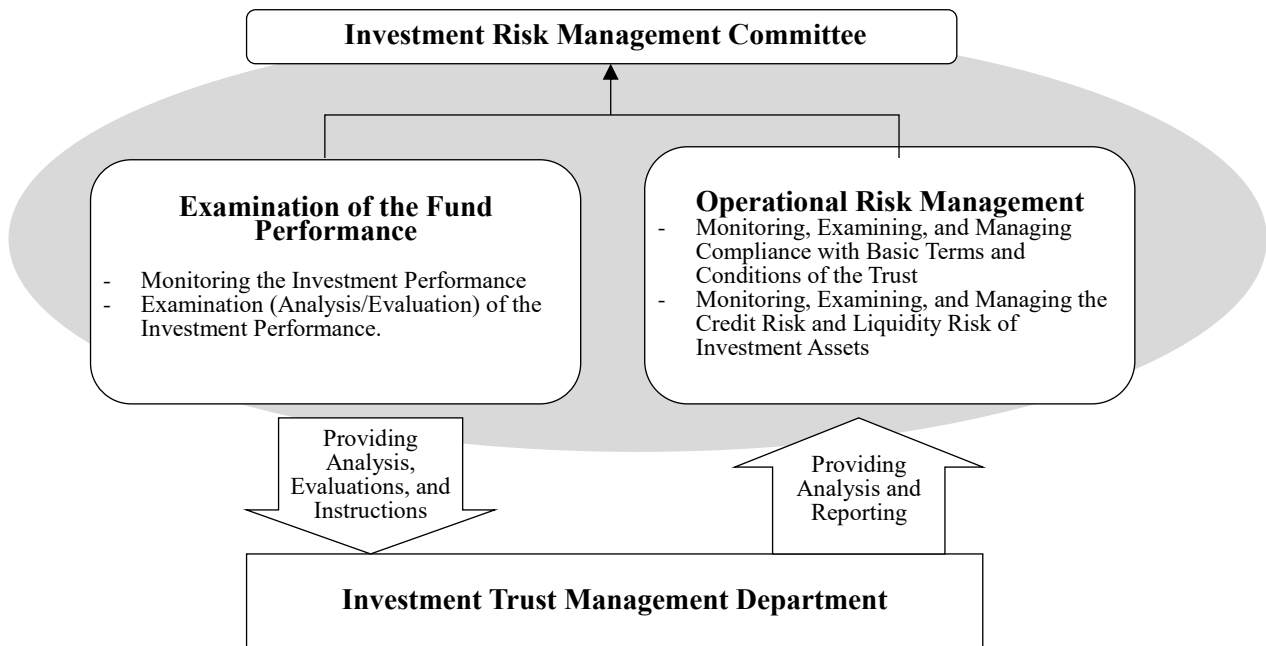 Investment Risk Management Committee
Examination of the Fund
Performance
- Monitoring the Investment Performance
- Examination (Analysis/Evaluation) of the
Investment Performance.
Operational Risk Management
- Monitoring, Examining, and Managing
Compliance with Basic Terms and
Conditions of the Trust
- Monitoring, Examining, and Managing the
Credit Risk and Liquidity Risk of
Investment Assets
Providing
Analysis,
Evaluations, and
Instructions
Providing
Analysis and
Reporting
Investment Trust Management Department